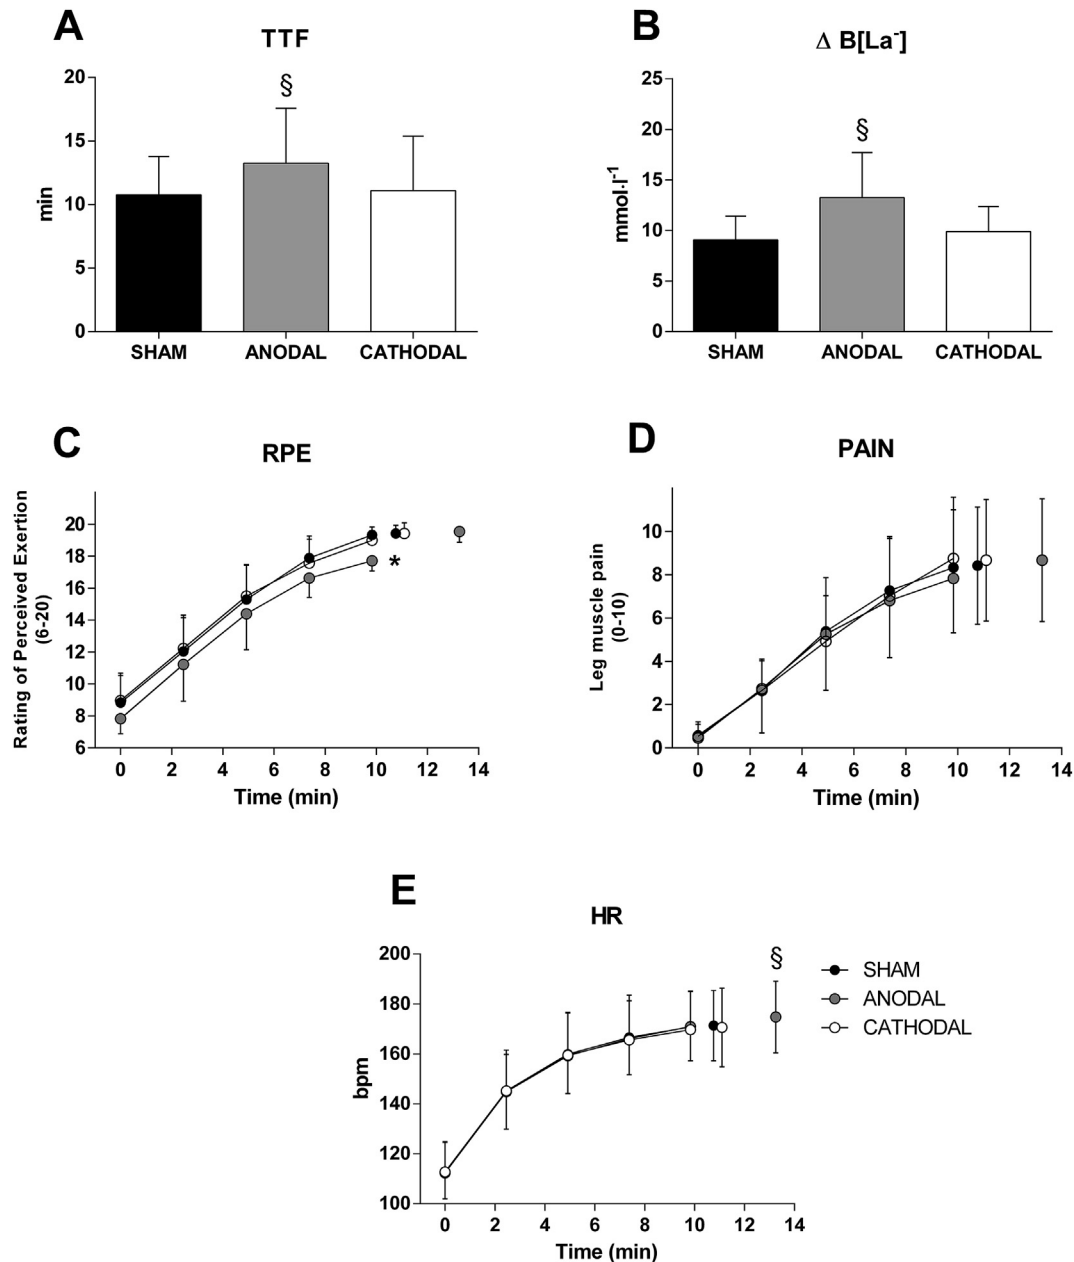 A
TTF
20
15
10
5
0
min
§
SHAM
ANODAL
CATHODAL
B
Δ B[La⁻]
25
20
15
10
5
0
mmol·l⁻¹
§
SHAM
ANODAL
CATHODAL
C
RPE
20
18
16
14
12
10
8
6
Rating of Perceived Exertion
(6-20)
*
0 2 4 6 8 10 12 14
Time (min)
D
PAIN
10
8
6
4
2
0
Leg muscle pain
(0-10)
0 2 4 6 8 10 12 14
Time (min)
E
HR
200
180
160
140
120
100
bpm
§
0 2 4 6 8 10 12 14
Time (min)
SHAM
ANODAL
CATHODAL